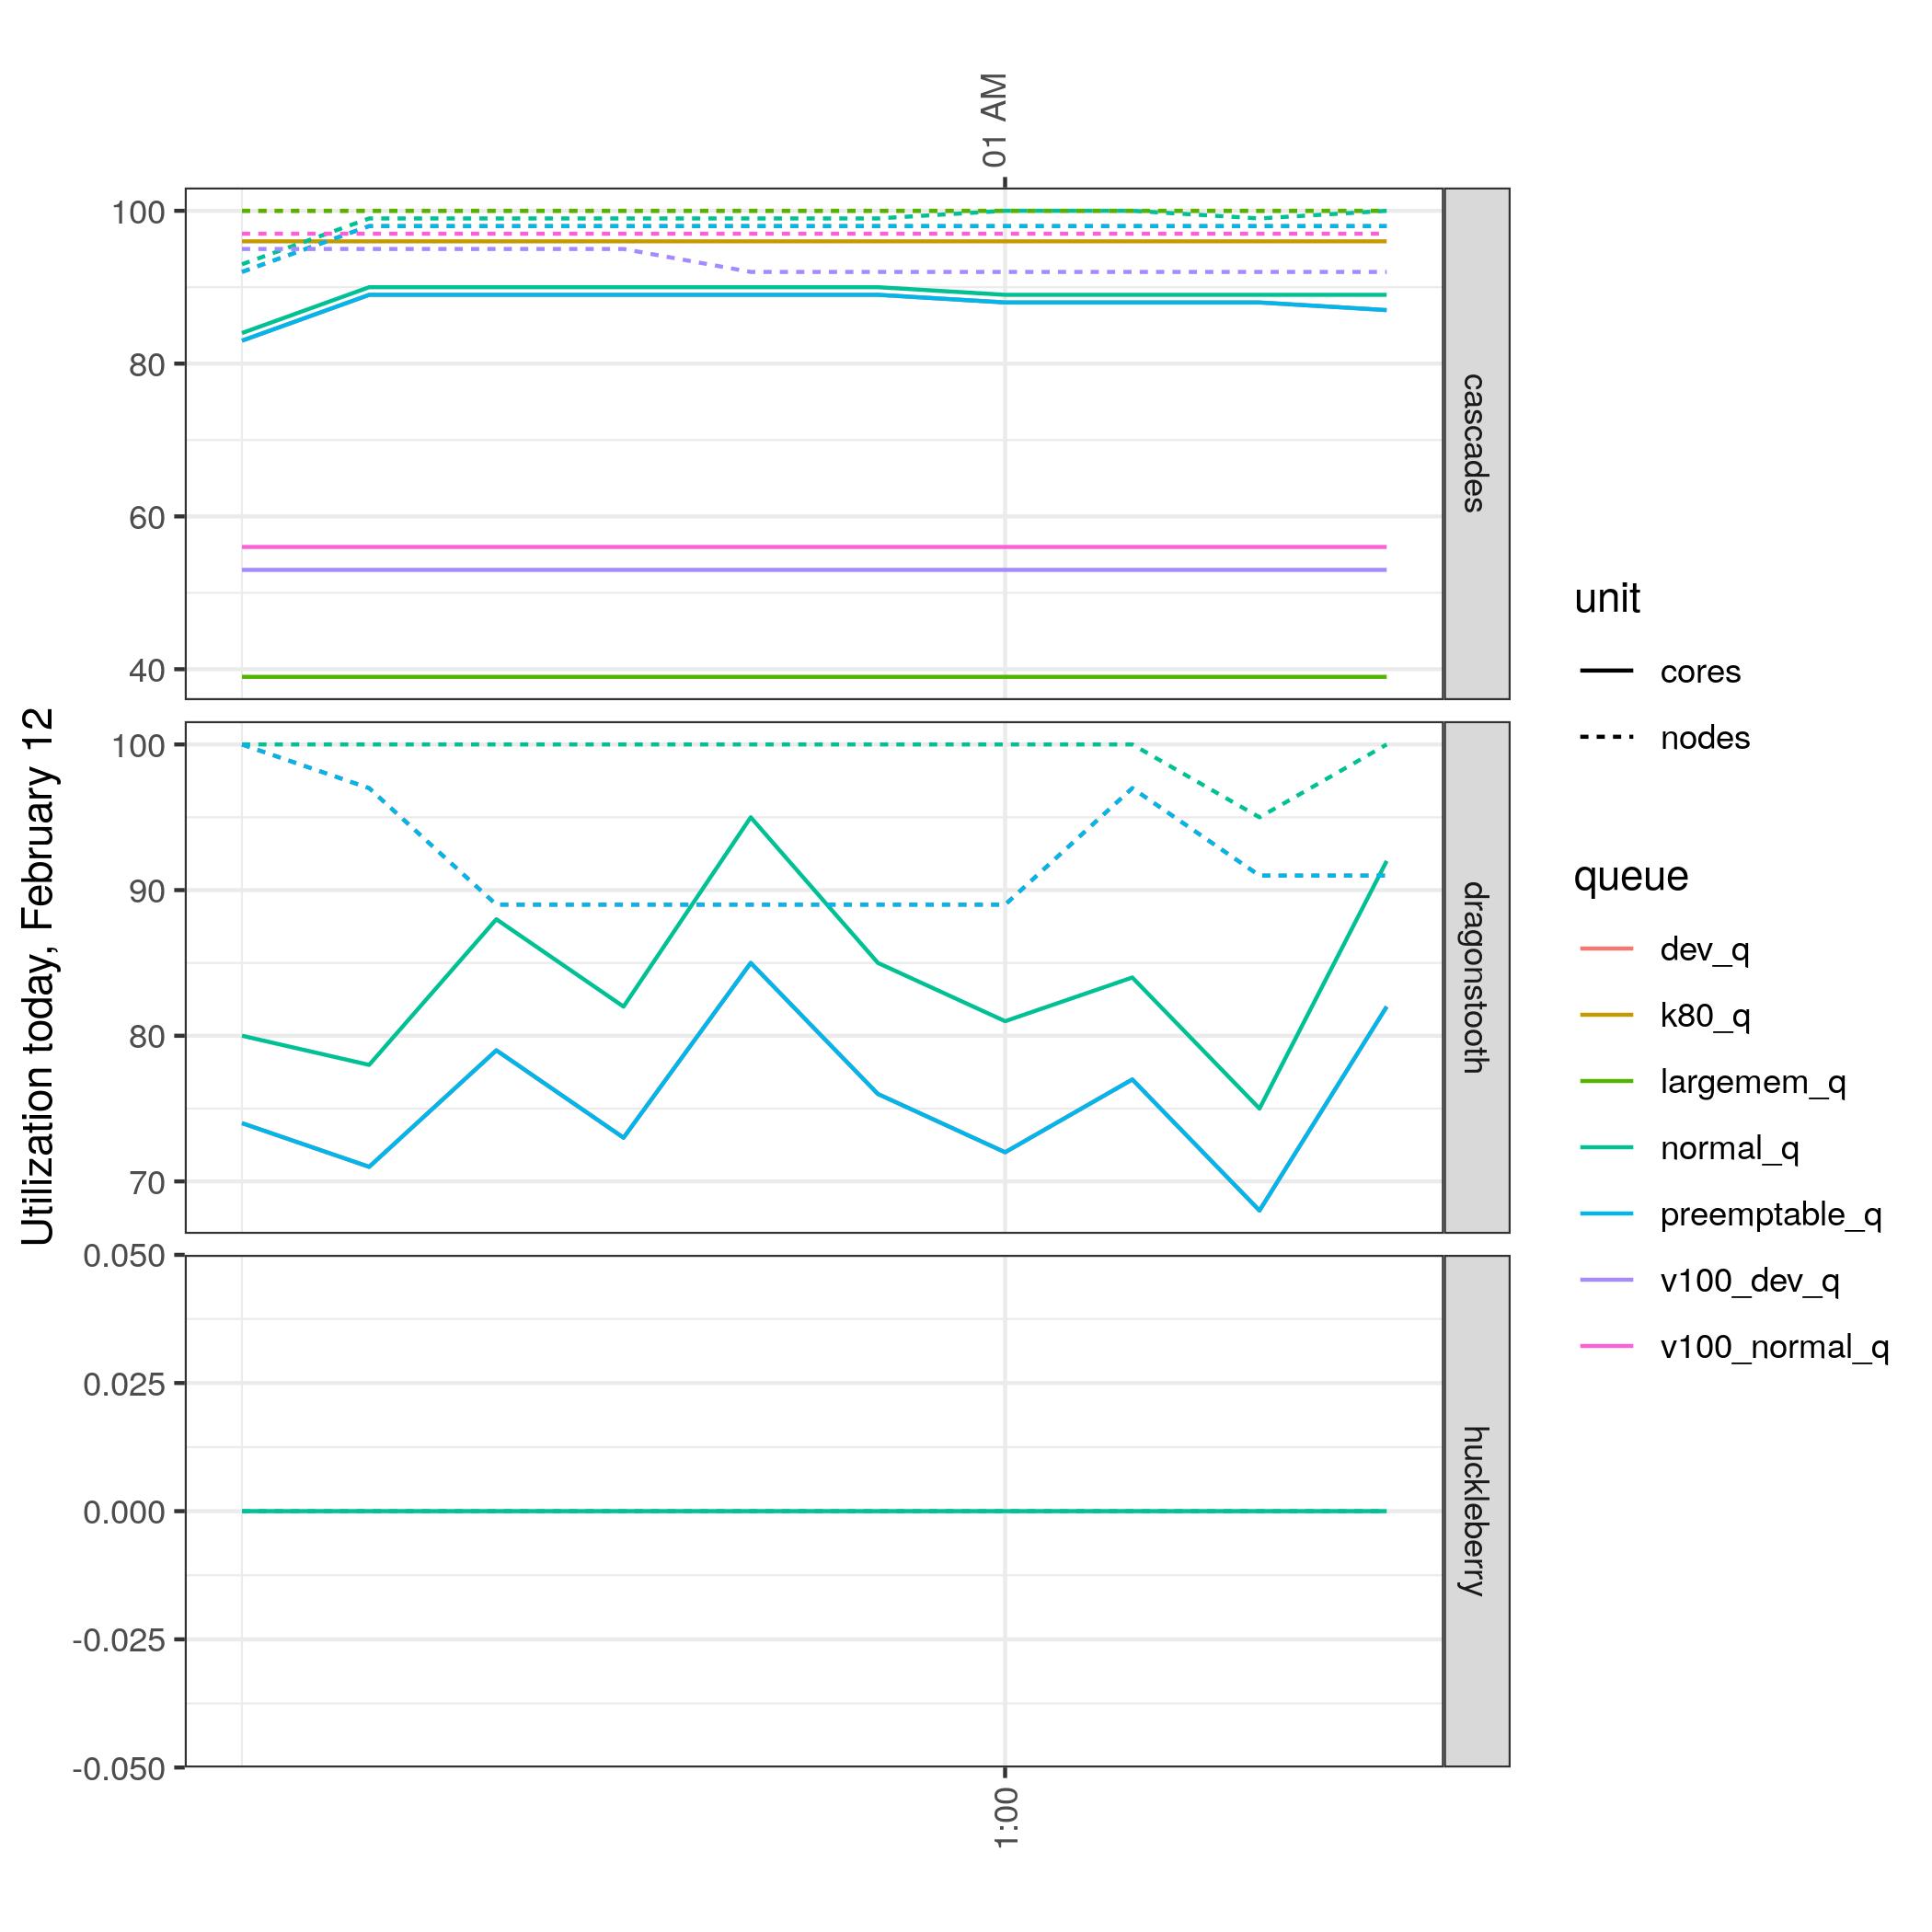 01 AM
100
80
60
40
cascades
100
90
80
70
dragonstooth
0.050
0.025
0.000
-0.025
-0.050
huckleberry
1:00
Utilization today, February 12
unit
cores
nodes
queue
dev_q
k80_q
largemem_q
normal_q
preemptable_q
v100_dev_q
v100_normal_q